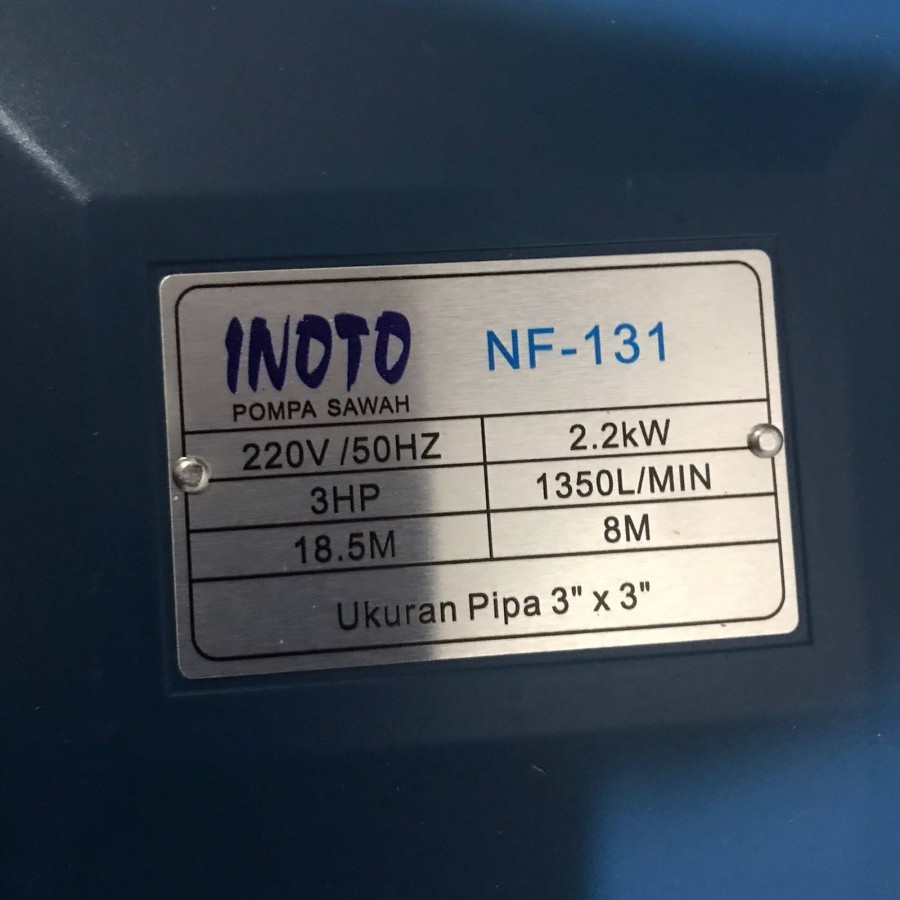 INOTO NF-131
POMPA SAWAH
220V /50HZ 2.2kW
3HP 1350L/MIN
18.5M 8M
Ukuran Pipa 3" x 3"